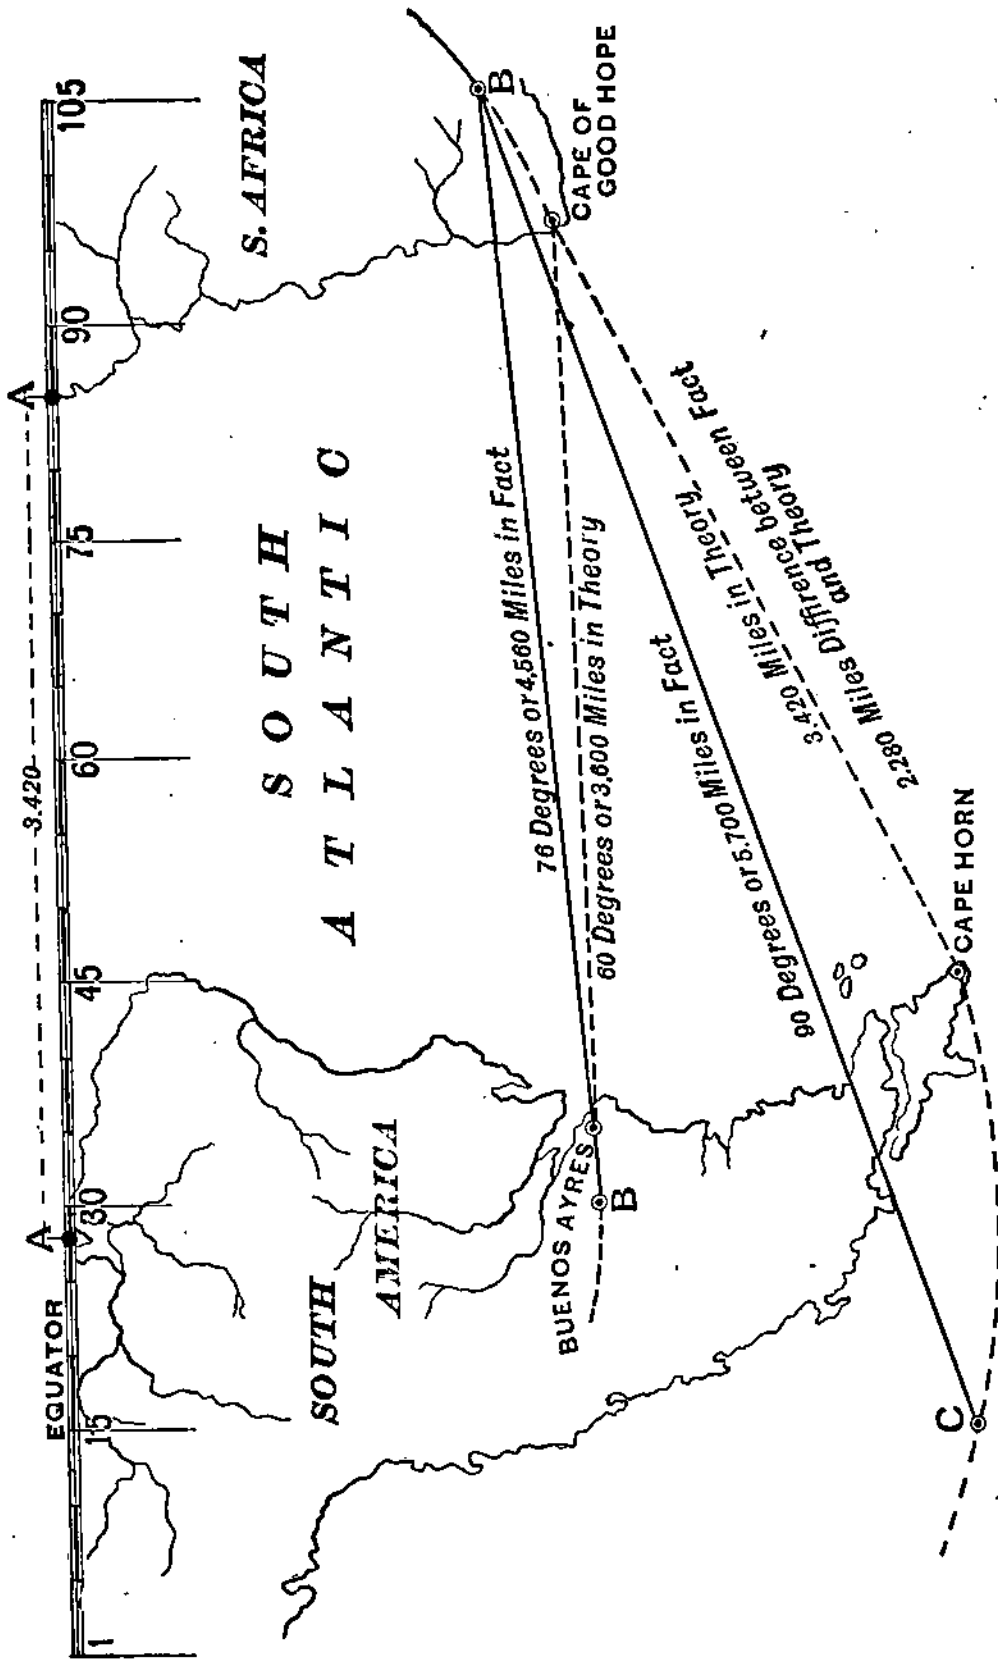 3.420
A
A
EQUATOR
1
15
30
45
60
75
90
105
S. AFRICA
SOUTH
ATLANTIC
SOUTH
AMERICA
B
CAPE OF
GOOD HOPE
76 Degrees or 4,560 Miles in Fact
60 Degrees or 3,600 Miles in Theory
BUENOS AYRES
B
90 Degrees or 5.700 Miles in Fact
3.420 Miles in Theory.
2.280 Miles Diffirence between Fact
and Theory
CAPE HORN
C